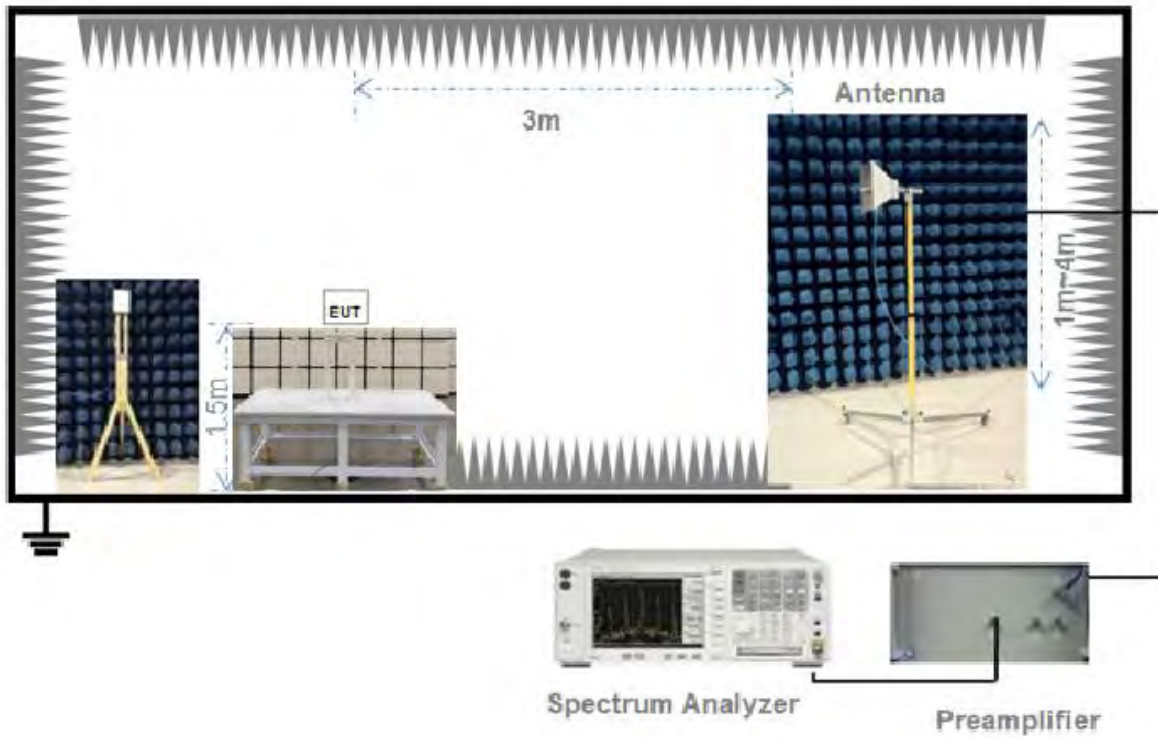 3m
Antenna
EUT
1.5m
1m~4m
Spectrum Analyzer
Preamplifier